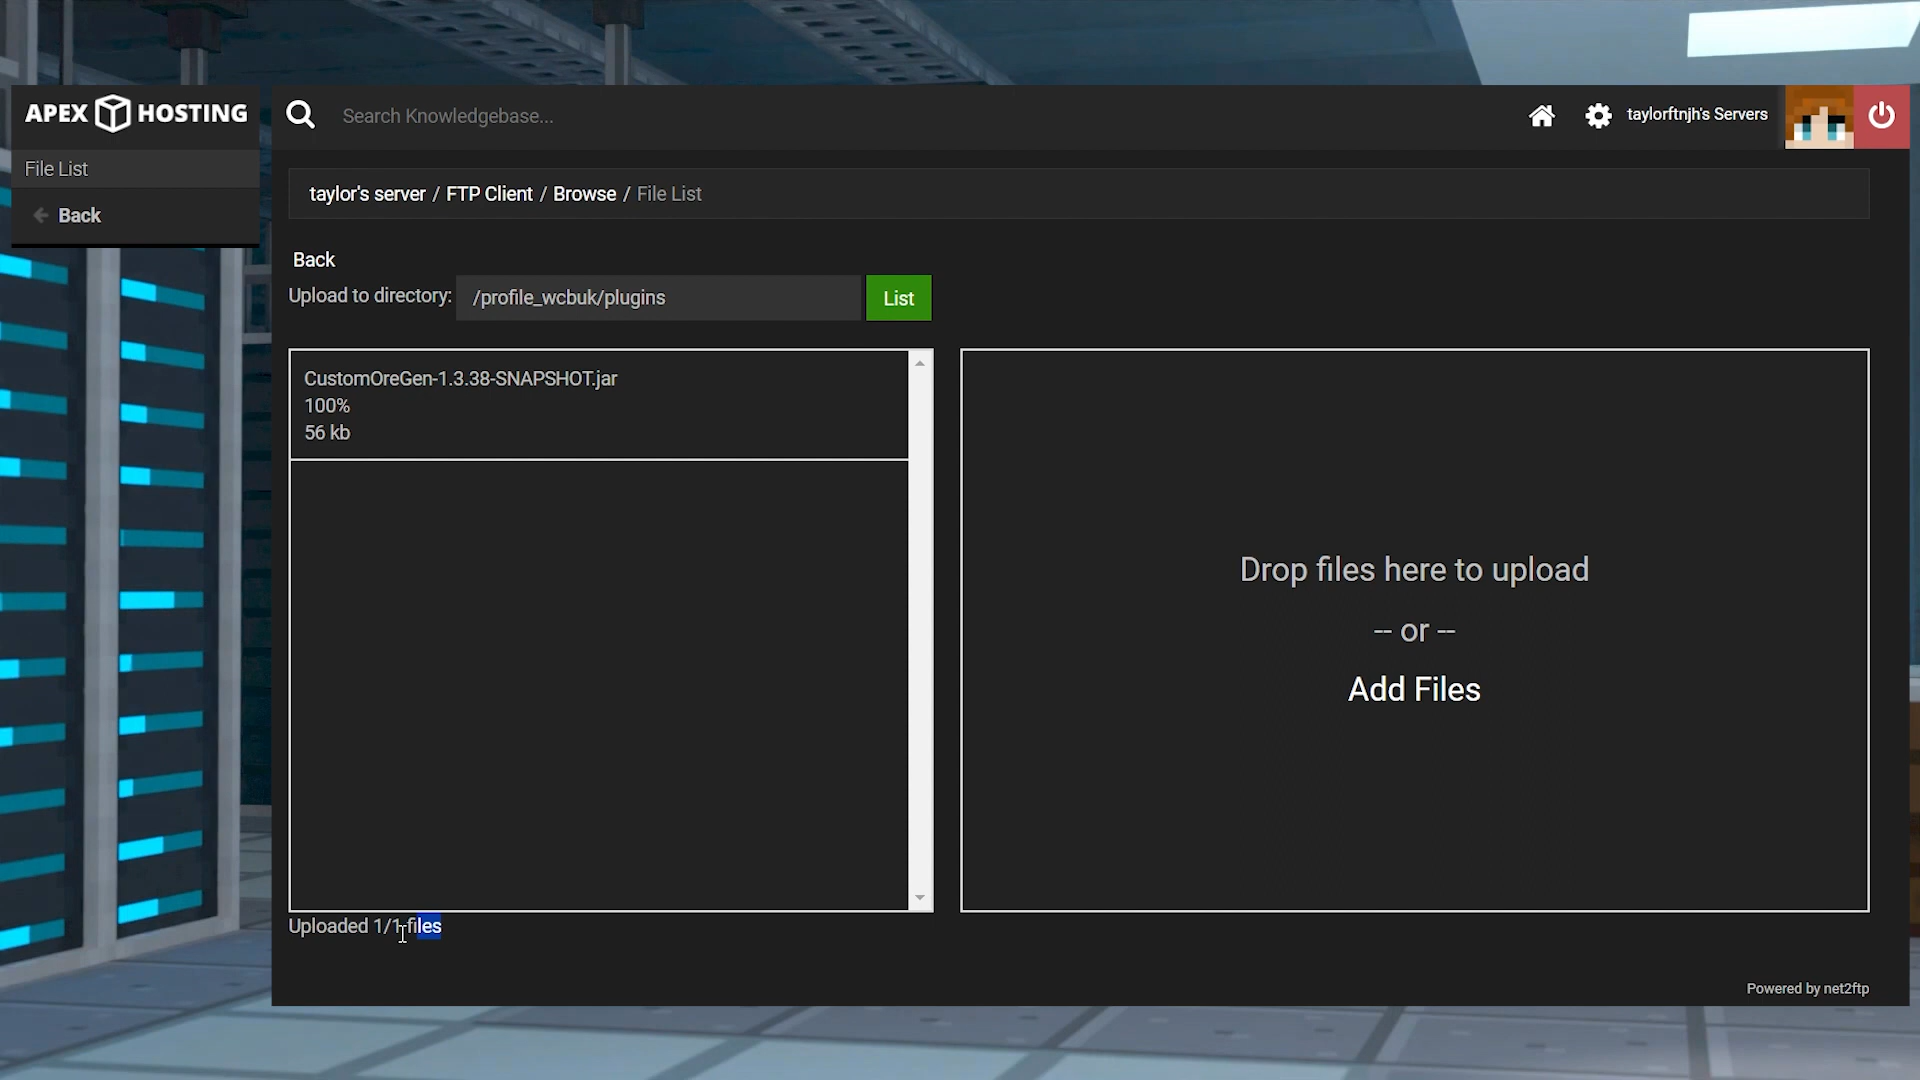 APEX HOSTING
Search Knowledgebase...
taylorftnjh's Servers
File List
Back
taylor's server / FTP Client / Browse / File List
Back
Upload to directory: /profile_wcbuk/plugins List
CustomOreGen-1.3.38-SNAPSHOT.jar
100%
56 kb
Drop files here to upload
-- or --
Add Files
Uploaded 1/1 files
Powered by net2ftp